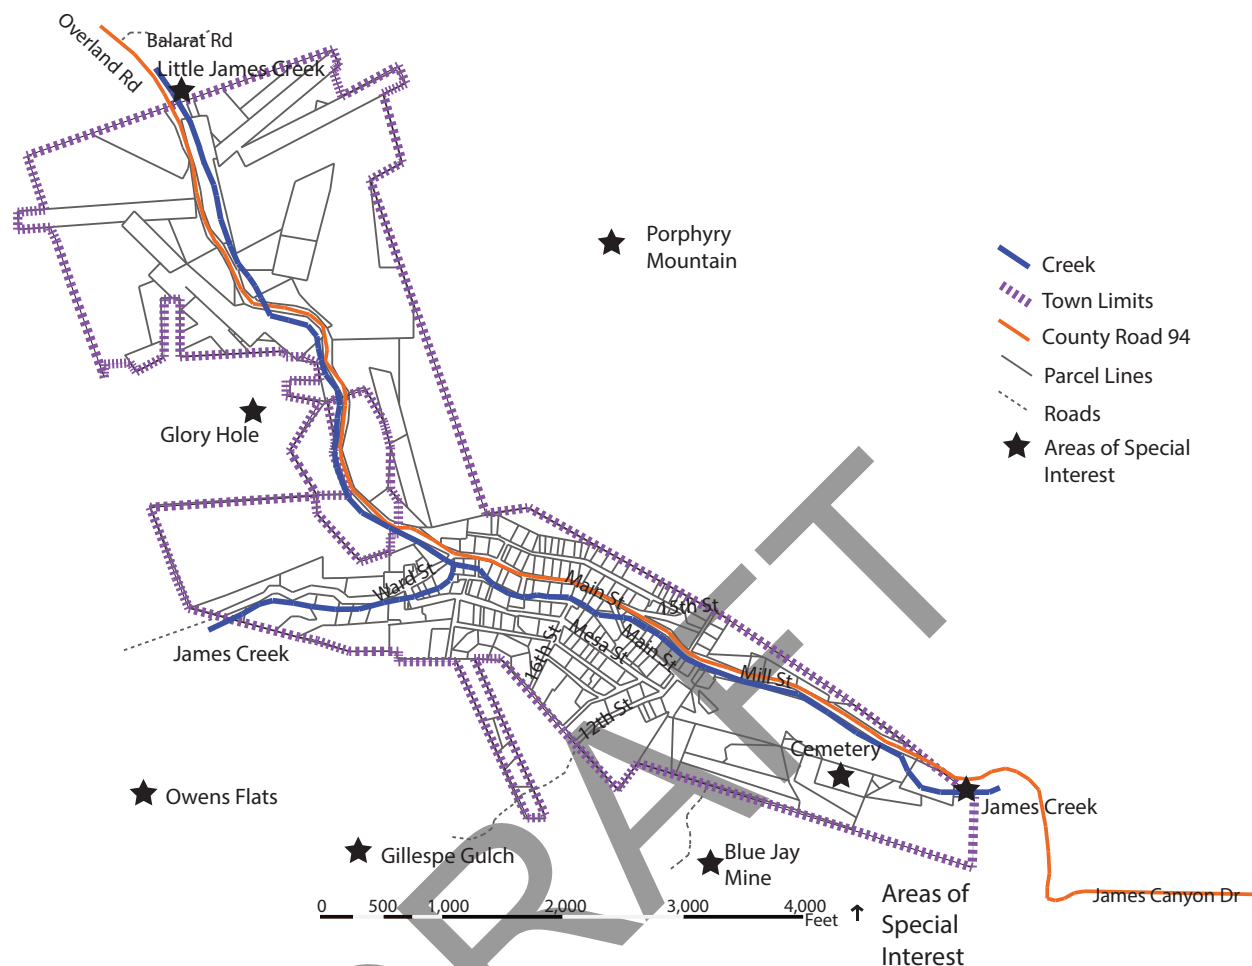 Overland Rd
Balarat Rd
Little James Creek
Porphyry
Mountain
Creek
Town Limits
County Road 94
Parcel Lines
Roads
Areas of Special
Interest
Glory Hole
Ward St
Main St
15th St
James Creek
16th St
Mesa St
Main St
Mill St
12th St
Cemetery
James Creek
Owens Flats
Gillespe Gulch
Blue Jay
Mine
James Canyon Dr
0 500 1,000 2,000 3,000 4,000
Feet
↑
Areas of
Special
Interest
DRAFT